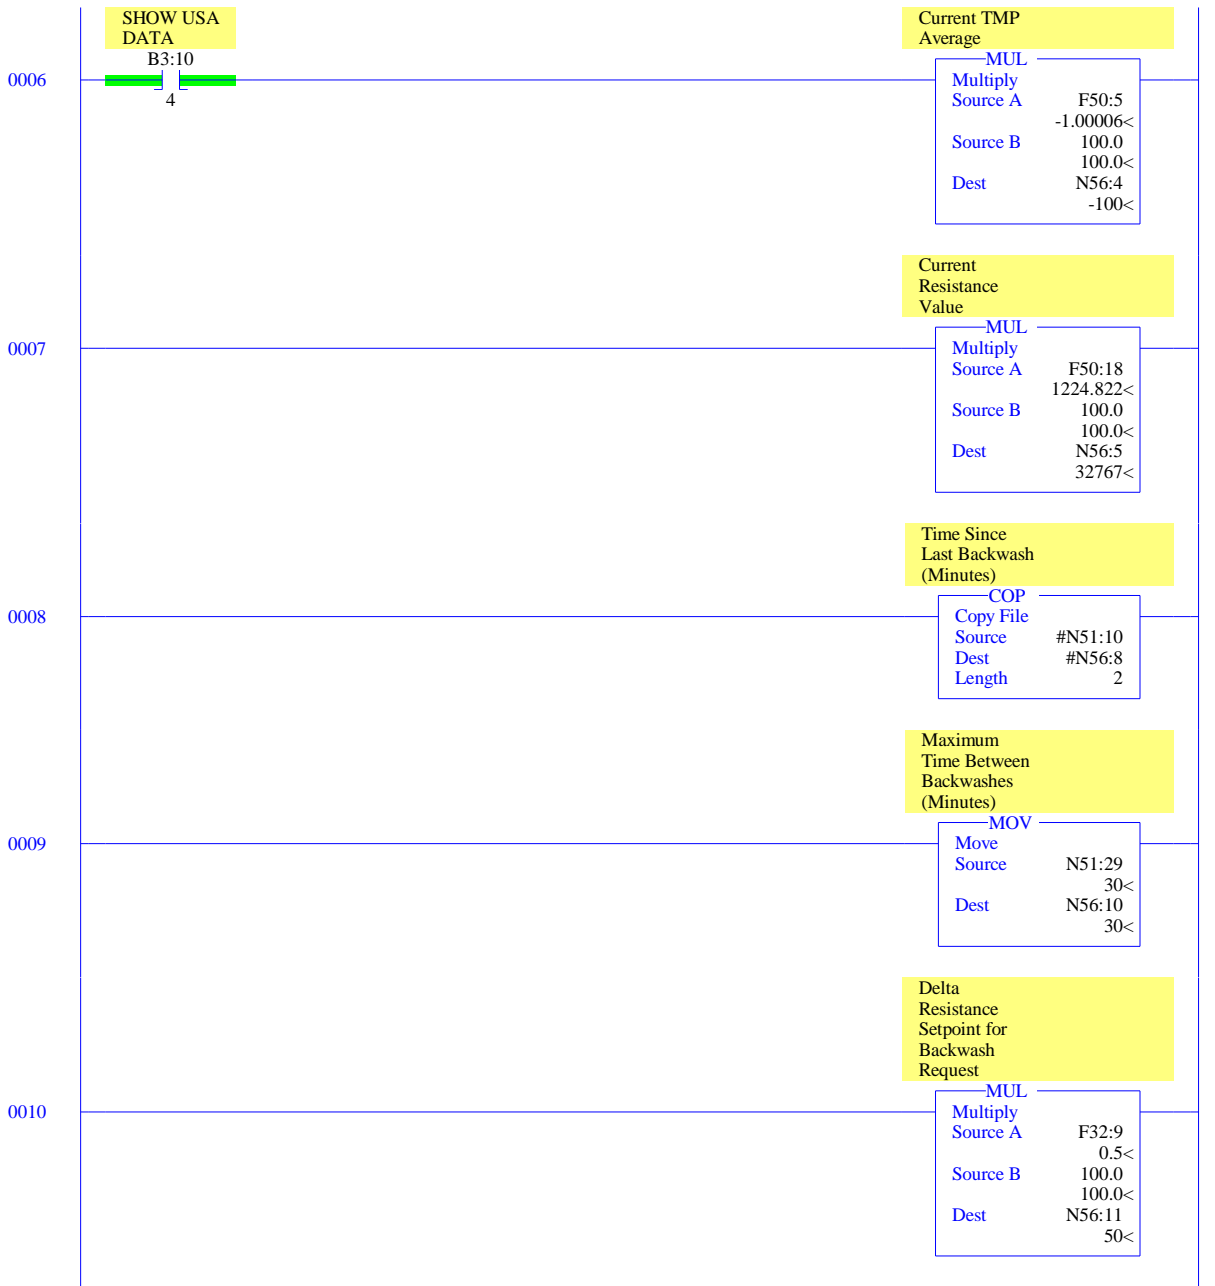 SHOW USA
DATA
B3:10
4
0006
Current TMP
Average
MUL
Multiply
Source A F50:5
-1.00006<
Source B 100.0
100.0<
Dest N56:4
-100<
Current
Resistance
Value
0007
MUL
Multiply
Source A F50:18
1224.822<
Source B 100.0
100.0<
Dest N56:5
32767<
Time Since
Last Backwash
(Minutes)
0008
COP
Copy File
Source #N51:10
Dest #N56:8
Length 2
Maximum
Time Between
Backwashes
(Minutes)
0009
MOV
Move
Source N51:29
30<
Dest N56:10
30<
Delta
Resistance
Setpoint for
Backwash
Request
0010
MUL
Multiply
Source A F32:9
0.5<
Source B 100.0
100.0<
Dest N56:11
50<